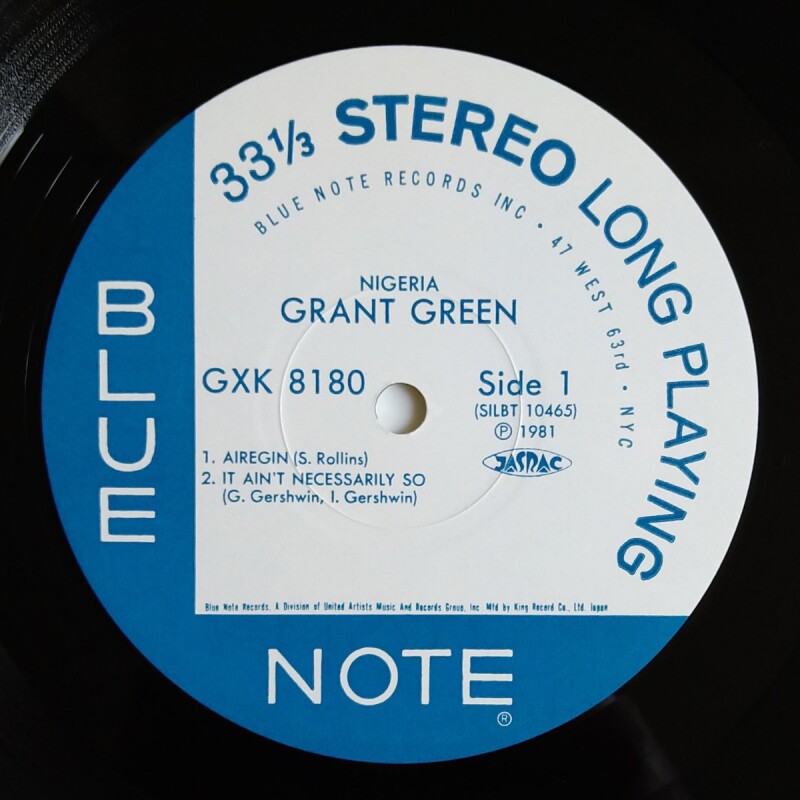 33⅓ STEREO LONG PLAYING
BLUE NOTE RECORDS INC • 47 WEST 63rd • NYC
NIGERIA
GRANT GREEN
GXK 8180
Side 1
(SILBT 10465)
Ⓟ 1981
JASRAC
1. AIREGIN (S. Rollins)
2. IT AIN'T NECESSARILY SO
(G. Gershwin, I. Gershwin)
Blue Note Records, A Division of United Artists Music And Records Group, Inc Mfd by King Record Co., Ltd. Japan
BLUE
NOTE
®